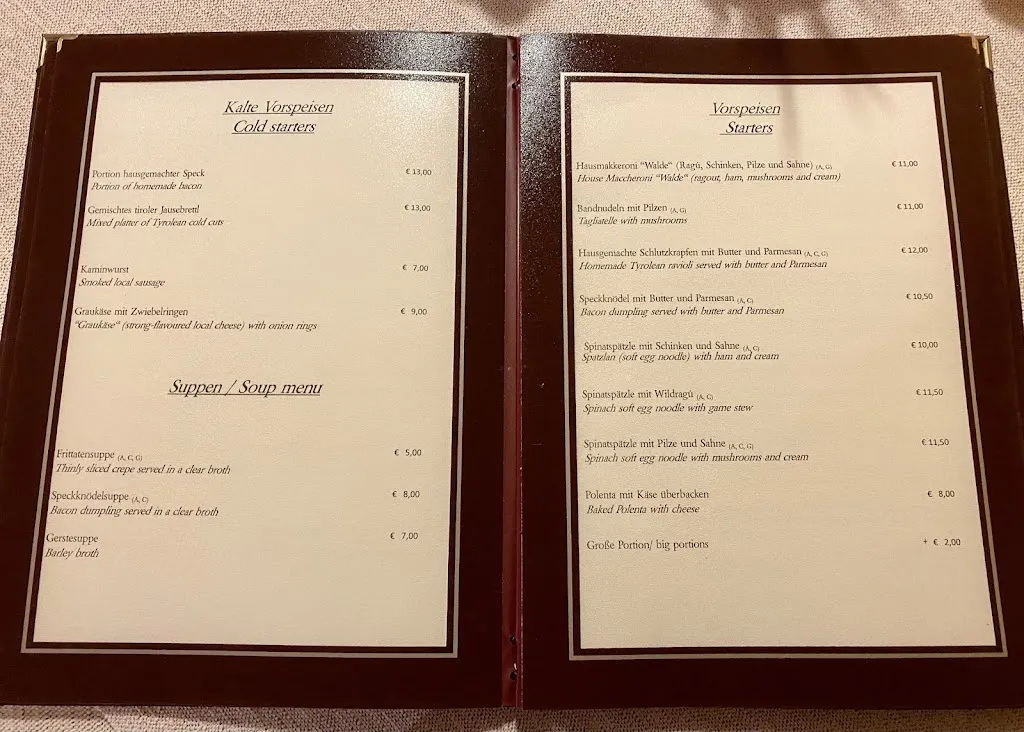 Kalte Vorspeisen
Cold starters
Portion hausgemachter Speck € 13,00
Portion of homemade bacon
Gemischtes tiroler Jausebrettl € 13,00
Mixed platter of Tyrolean cold cuts
Kaminwurst € 7,00
Smoked local sausage
Graukäse mit Zwiebelringen € 9,00
"Graukäse" (strong-flavoured local cheese) with onion rings
Suppen / Soup menu
Frittatensuppe (A, C, G) € 5,00
Thinly sliced crepe served in a clear broth
Speckknödelsuppe (A, C) € 8,00
Bacon dumpling served in a clear broth
Gerstesuppe € 7,00
Barley broth
Vorspeisen
Starters
Hausmakkeroni "Walde" (Ragù, Schinken, Pilze und Sahne) (A, G) € 11,00
House Maccheroni "Walde" (ragout, ham, mushrooms and cream)
Bandnudeln mit Pilzen (A, G) € 11,00
Tagliatelle with mushrooms
Hausgemachte Schlutzkrapfen mit Butter und Parmesan (A, C, G) € 12,00
Homemade Tyrolean ravioli served with butter and Parmesan
Speckknödel mit Butter und Parmesan (A, C) € 10,50
Bacon dumpling served with butter and Parmesan
Spinatspätzle mit Schinken und Sahne (A, C) € 10,00
Spatzlan (soft egg noodle) with ham and cream
Spinatspätzle mit Wildragù (A, C) € 11,50
Spinach soft egg noodle with game stew
Spinatspätzle mit Pilze und Sahne (A, C, G) € 11,50
Spinach soft egg noodle with mushrooms and cream
Polenta mit Käse überbacken € 8,00
Baked Polenta with cheese
Große Portion/ big portions + € 2,00